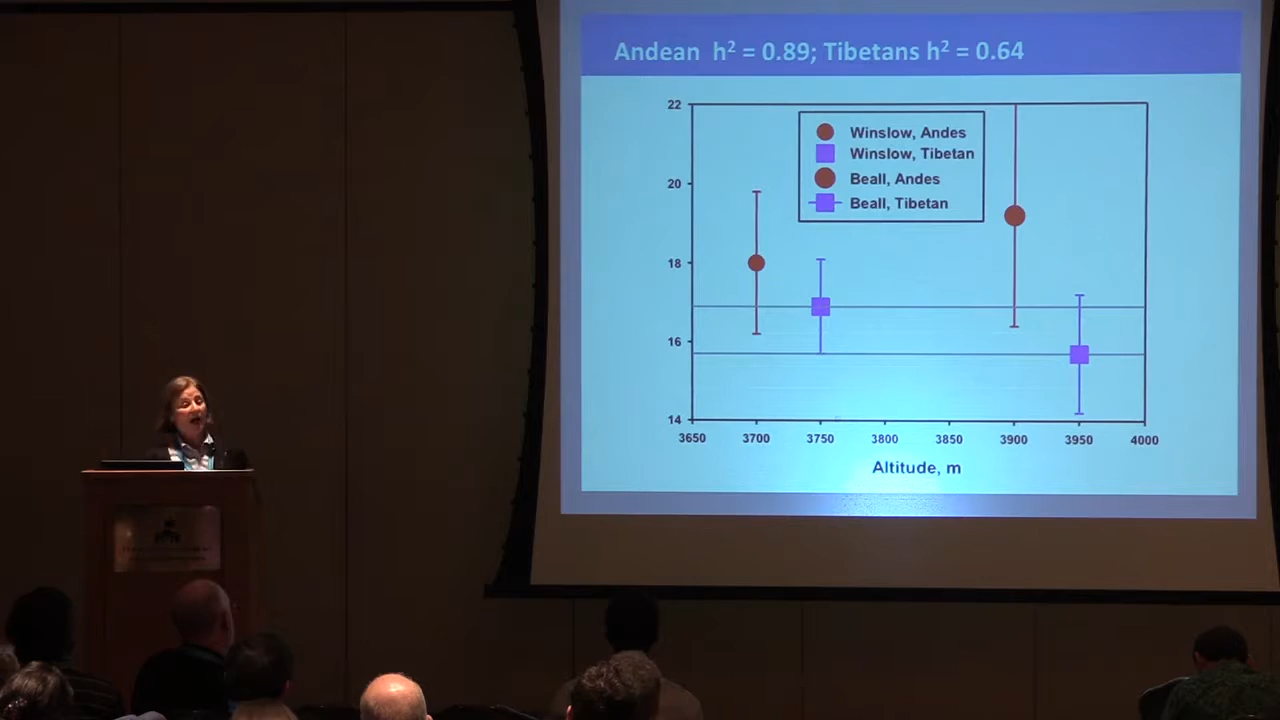 Andean h² = 0.89; Tibetans h² = 0.64
22
20
18
16
14
Winslow, Andes
Winslow, Tibetan
Beall, Andes
Beall, Tibetan
3650 3700 3750 3800 3850 3900 3950 4000
Altitude, m